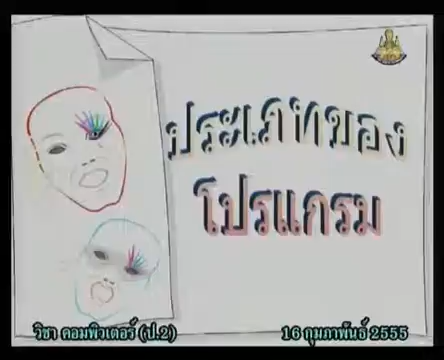 ประเภทของ
โปรแกรม
วิชา คอมพิวเตอร์ (ป.2)
16 กุมภาพันธ์ 2555